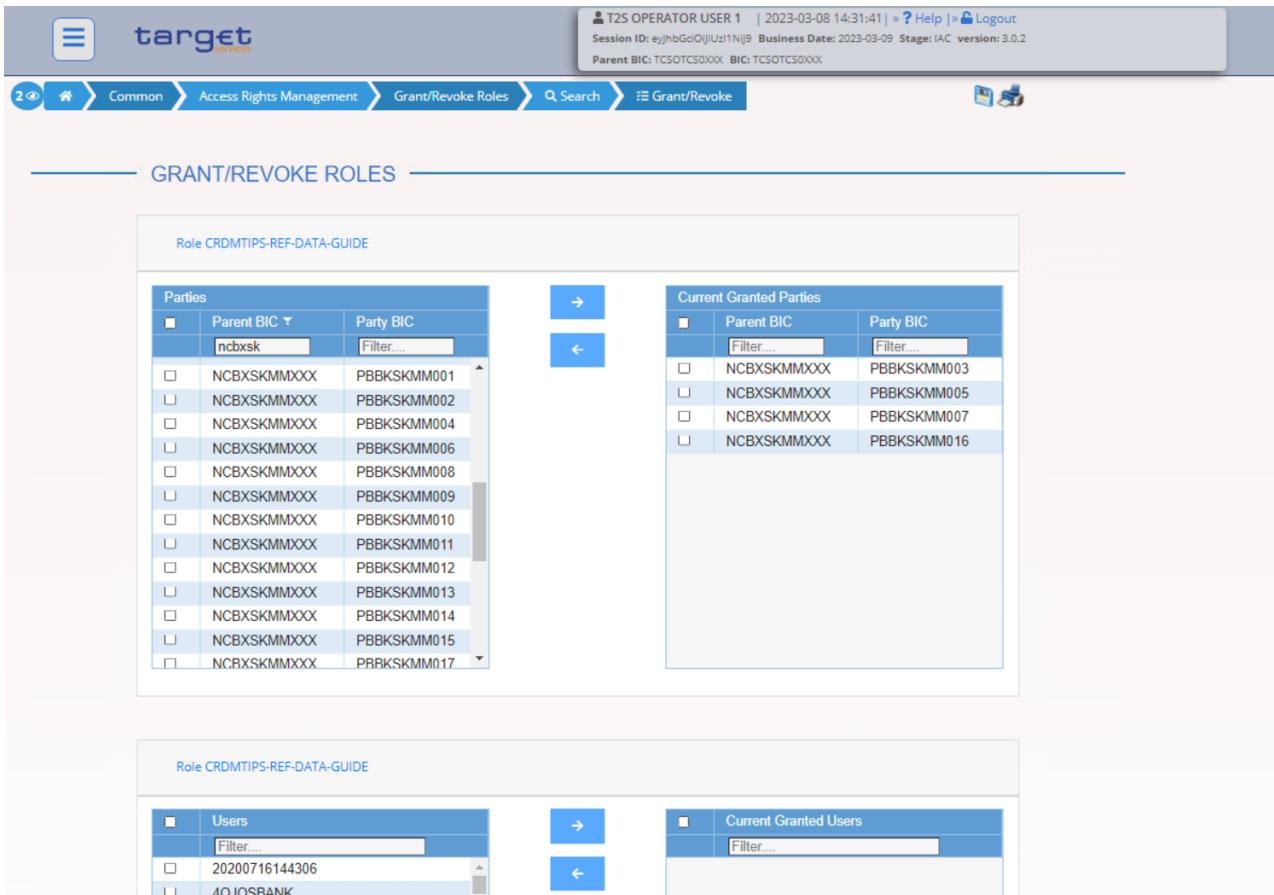 T2S OPERATOR USER 1 | 2023-03-08 14:31:41 | » ? Help | » Logout
target
services
Session ID: eyJhbGciOiJIUzI1NiJ9 Business Date: 2023-03-09 Stage: IAC version: 3.0.2
Parent BIC: TCSOTCS0XXX BIC: TCSOTCS0XXX
2 Common Access Rights Management Grant/Revoke Roles Search Grant/Revoke
GRANT/REVOKE ROLES
Role CRDMTIPS-REF-DATA-GUIDE
Parties
Parent BIC Party BIC
ncbxsk Filter....
NCBXSKMMXXX PBBKSKMM001
NCBXSKMMXXX PBBKSKMM002
NCBXSKMMXXX PBBKSKMM004
NCBXSKMMXXX PBBKSKMM006
NCBXSKMMXXX PBBKSKMM008
NCBXSKMMXXX PBBKSKMM009
NCBXSKMMXXX PBBKSKMM010
NCBXSKMMXXX PBBKSKMM011
NCBXSKMMXXX PBBKSKMM012
NCBXSKMMXXX PBBKSKMM013
NCBXSKMMXXX PBBKSKMM014
NCBXSKMMXXX PBBKSKMM015
NCBXSKMMXXX PBBKSKMM017
Current Granted Parties
Parent BIC Party BIC
Filter.... Filter....
NCBXSKMMXXX PBBKSKMM003
NCBXSKMMXXX PBBKSKMM005
NCBXSKMMXXX PBBKSKMM007
NCBXSKMMXXX PBBKSKMM016
Role CRDMTIPS-REF-DATA-GUIDE
Users
Filter....
20200716144306
4OJOSBANK
Current Granted Users
Filter....